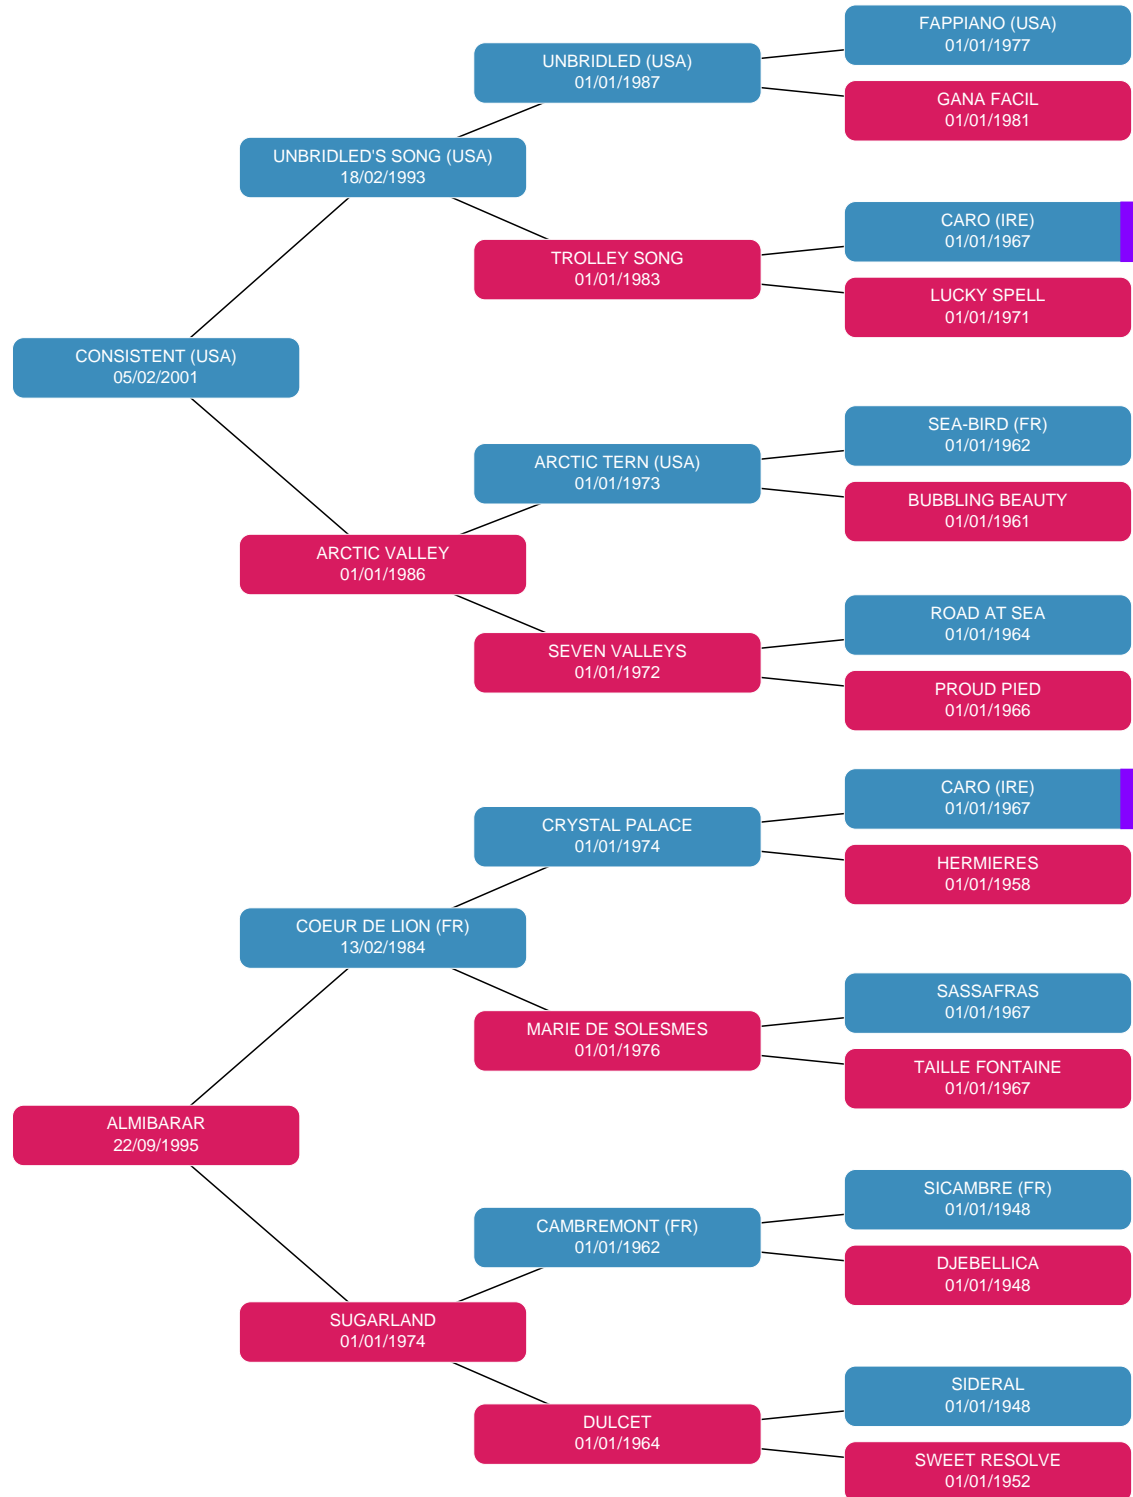 FAPPIANO (USA)
01/01/1977
UNBRIDLED (USA)
01/01/1987
GANA FACIL
01/01/1981
UNBRIDLED'S SONG (USA)
18/02/1993
CARO (IRE)
01/01/1967
TROLLEY SONG
01/01/1983
LUCKY SPELL
01/01/1971
CONSISTENT (USA)
05/02/2001
SEA-BIRD (FR)
01/01/1962
ARCTIC TERN (USA)
01/01/1973
BUBBLING BEAUTY
01/01/1961
ARCTIC VALLEY
01/01/1986
ROAD AT SEA
01/01/1964
SEVEN VALLEYS
01/01/1972
PROUD PIED
01/01/1966
CARO (IRE)
01/01/1967
CRYSTAL PALACE
01/01/1974
HERMIERES
01/01/1958
COEUR DE LION (FR)
13/02/1984
SASSAFRAS
01/01/1967
MARIE DE SOLESMES
01/01/1976
TAILLE FONTAINE
01/01/1967
ALMIBARAR
22/09/1995
SICAMBRE (FR)
01/01/1948
CAMBREMONT (FR)
01/01/1962
DJEBELLICA
01/01/1948
SUGARLAND
01/01/1974
SIDERAL
01/01/1948
DULCET
01/01/1964
SWEET RESOLVE
01/01/1952